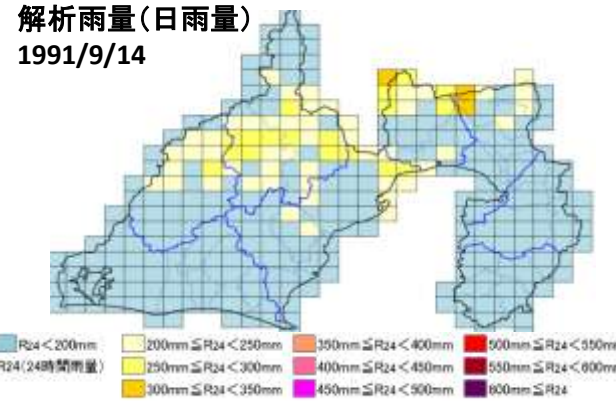 解析雨量(日雨量)
1991/9/14
R24<200mm
200mm≦R24<250mm
350mm≦R24<400mm
500mm≦R24<550mm
R24(24時間雨量)
250mm≦R24<300mm
400mm≦R24<450mm
550mm≦R24<600mm
300mm≦R24<350mm
450mm≦R24<500mm
600mm≦R24